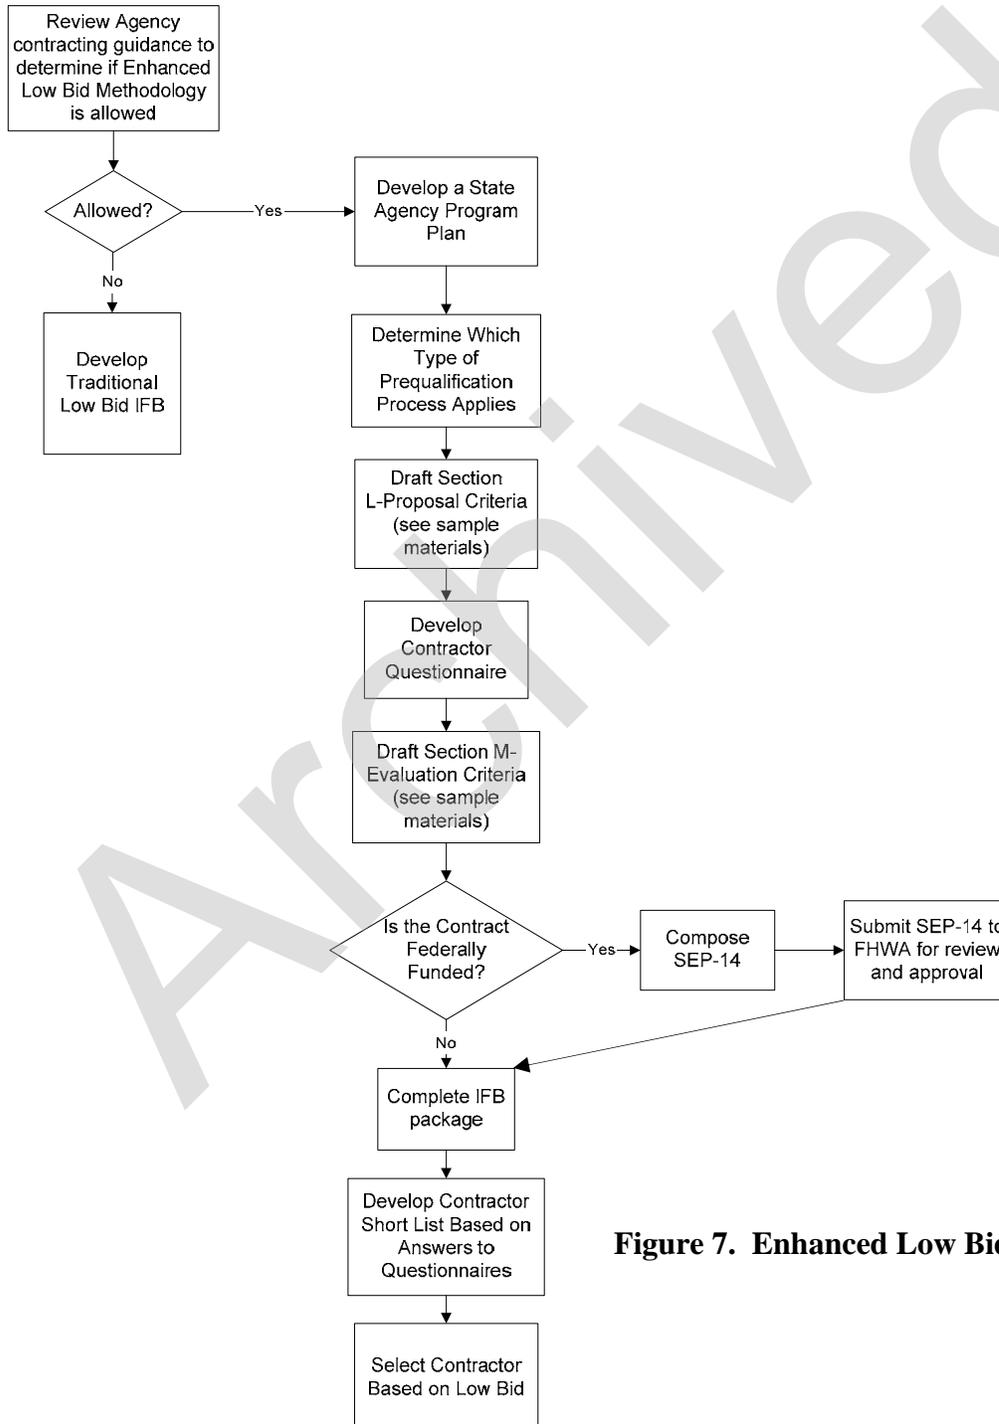 Review Agency
contracting guidance to
determine if Enhanced
Low Bid Methodology
is allowed
Allowed?
Yes
No
Develop
Traditional
Low Bid IFB
Develop a State
Agency Program
Plan
Determine Which
Type of
Prequalification
Process Applies
Draft Section
L-Proposal Criteria
(see sample
materials)
Develop
Contractor
Questionnaire
Draft Section M-
Evaluation Criteria
(see sample
materials)
Is the Contract
Federally
Funded?
Yes
Compose
SEP-14
Submit SEP-14 to
FHWA for review
and approval
No
Complete IFB
package
Develop Contractor
Short List Based on
Answers to
Questionnaires
Select Contractor
Based on Low Bid
Figure 7.  Enhanced Low Bid
Archived